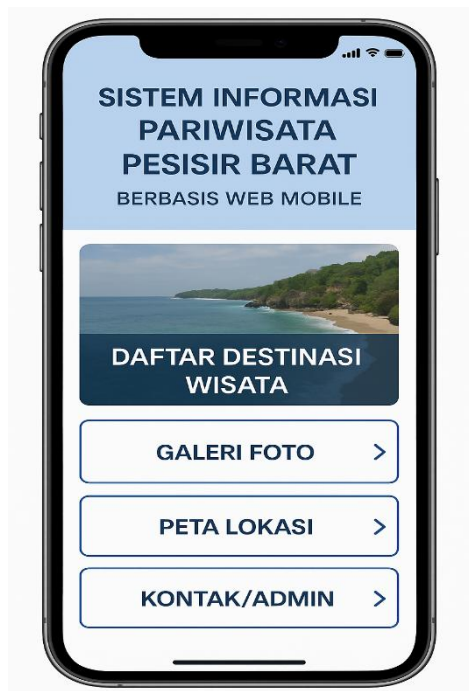 SISTEM INFORMASI
PARIWISATA
PESISIR BARAT
BERBASIS WEB MOBILE
DAFTAR DESTINASI
WISATA
GALERI FOTO
PETA LOKASI
KONTAK/ADMIN